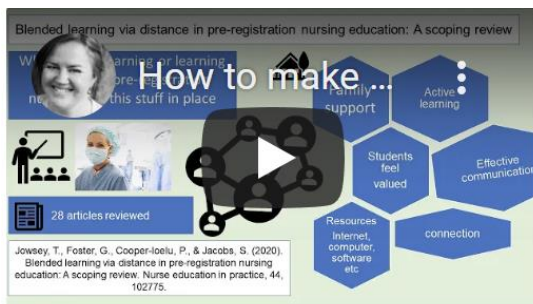 Blended learning via distance in pre-registration nursing education: A scoping review
How to make ...
Family
support
Active
learning
Students
feel
valued
Effective
communication
Resources
Internet,
computer,
software
etc
connection
28 articles reviewed
Jowsey, T., Foster, G., Cooper-Ioelu, P., & Jacobs, S. (2020).
Blended learning via distance in pre-registration nursing
education: A scoping review. Nurse education in practice, 44,
102775.